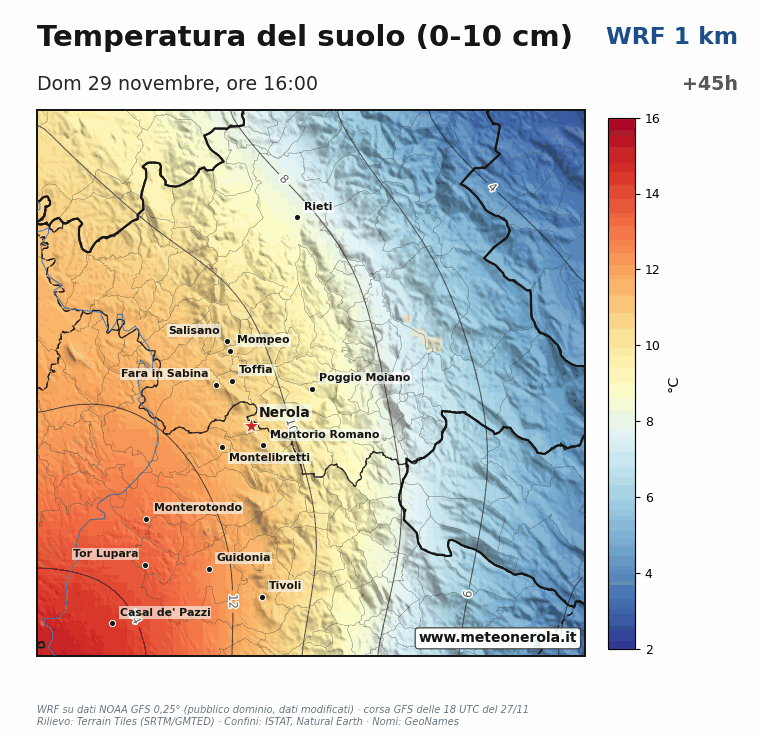 Temperatura del suolo (0-10 cm) WRF 1 km
Dom 29 novembre, ore 16:00 +45h
16
14
12
10
8
6
4
2
°C
8
4
Rieti
Salisano
Mompeo
Toffia
Fara in Sabina
Poggio Moiano
Nerola
10
Montorio Romano
Montelibretti
Monterotondo
Tor Lupara
Guidonia
Tivoli
12
6
Casal de' Pazzi
www.meteonerola.it
WRF su dati NOAA GFS 0,25° (pubblico dominio, dati modificati) · corsa GFS delle 18 UTC del 27/11
Rilievo: Terrain Tiles (SRTM/GMTED) · Confini: ISTAT, Natural Earth · Nomi: GeoNames